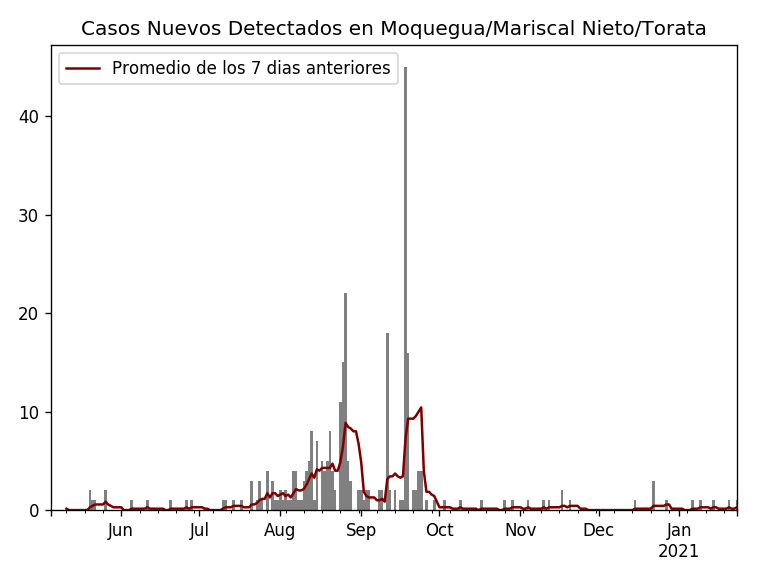 Casos Nuevos Detectados en Moquegua/Mariscal Nieto/Torata
Promedio de los 7 dias anteriores
40
30
20
10
0
Jun Jul Aug Sep Oct Nov Dec Jan
2021